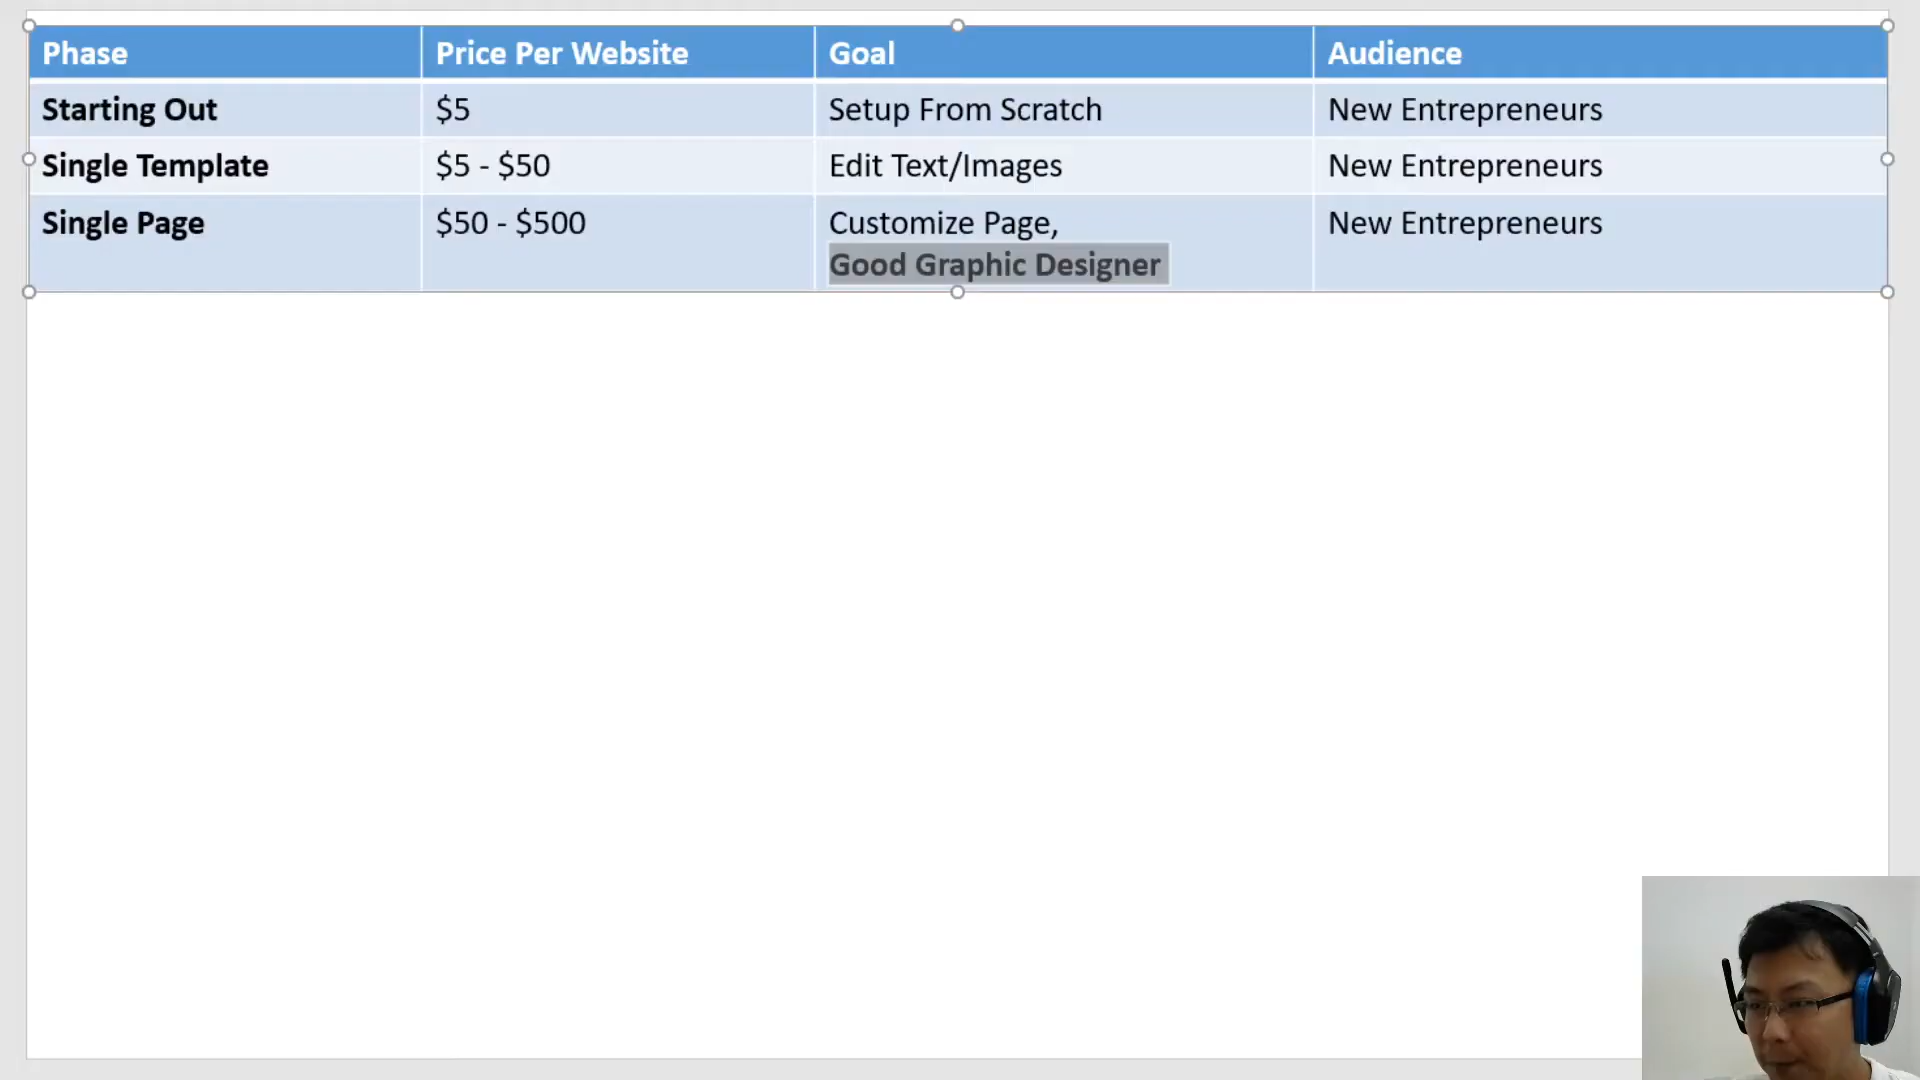 Phase Price Per Website Goal Audience
Starting Out $5 Setup From Scratch New Entrepreneurs
Single Template $5 - $50 Edit Text/Images New Entrepreneurs
Single Page $50 - $500 Customize Page, New Entrepreneurs
Good Graphic Designer